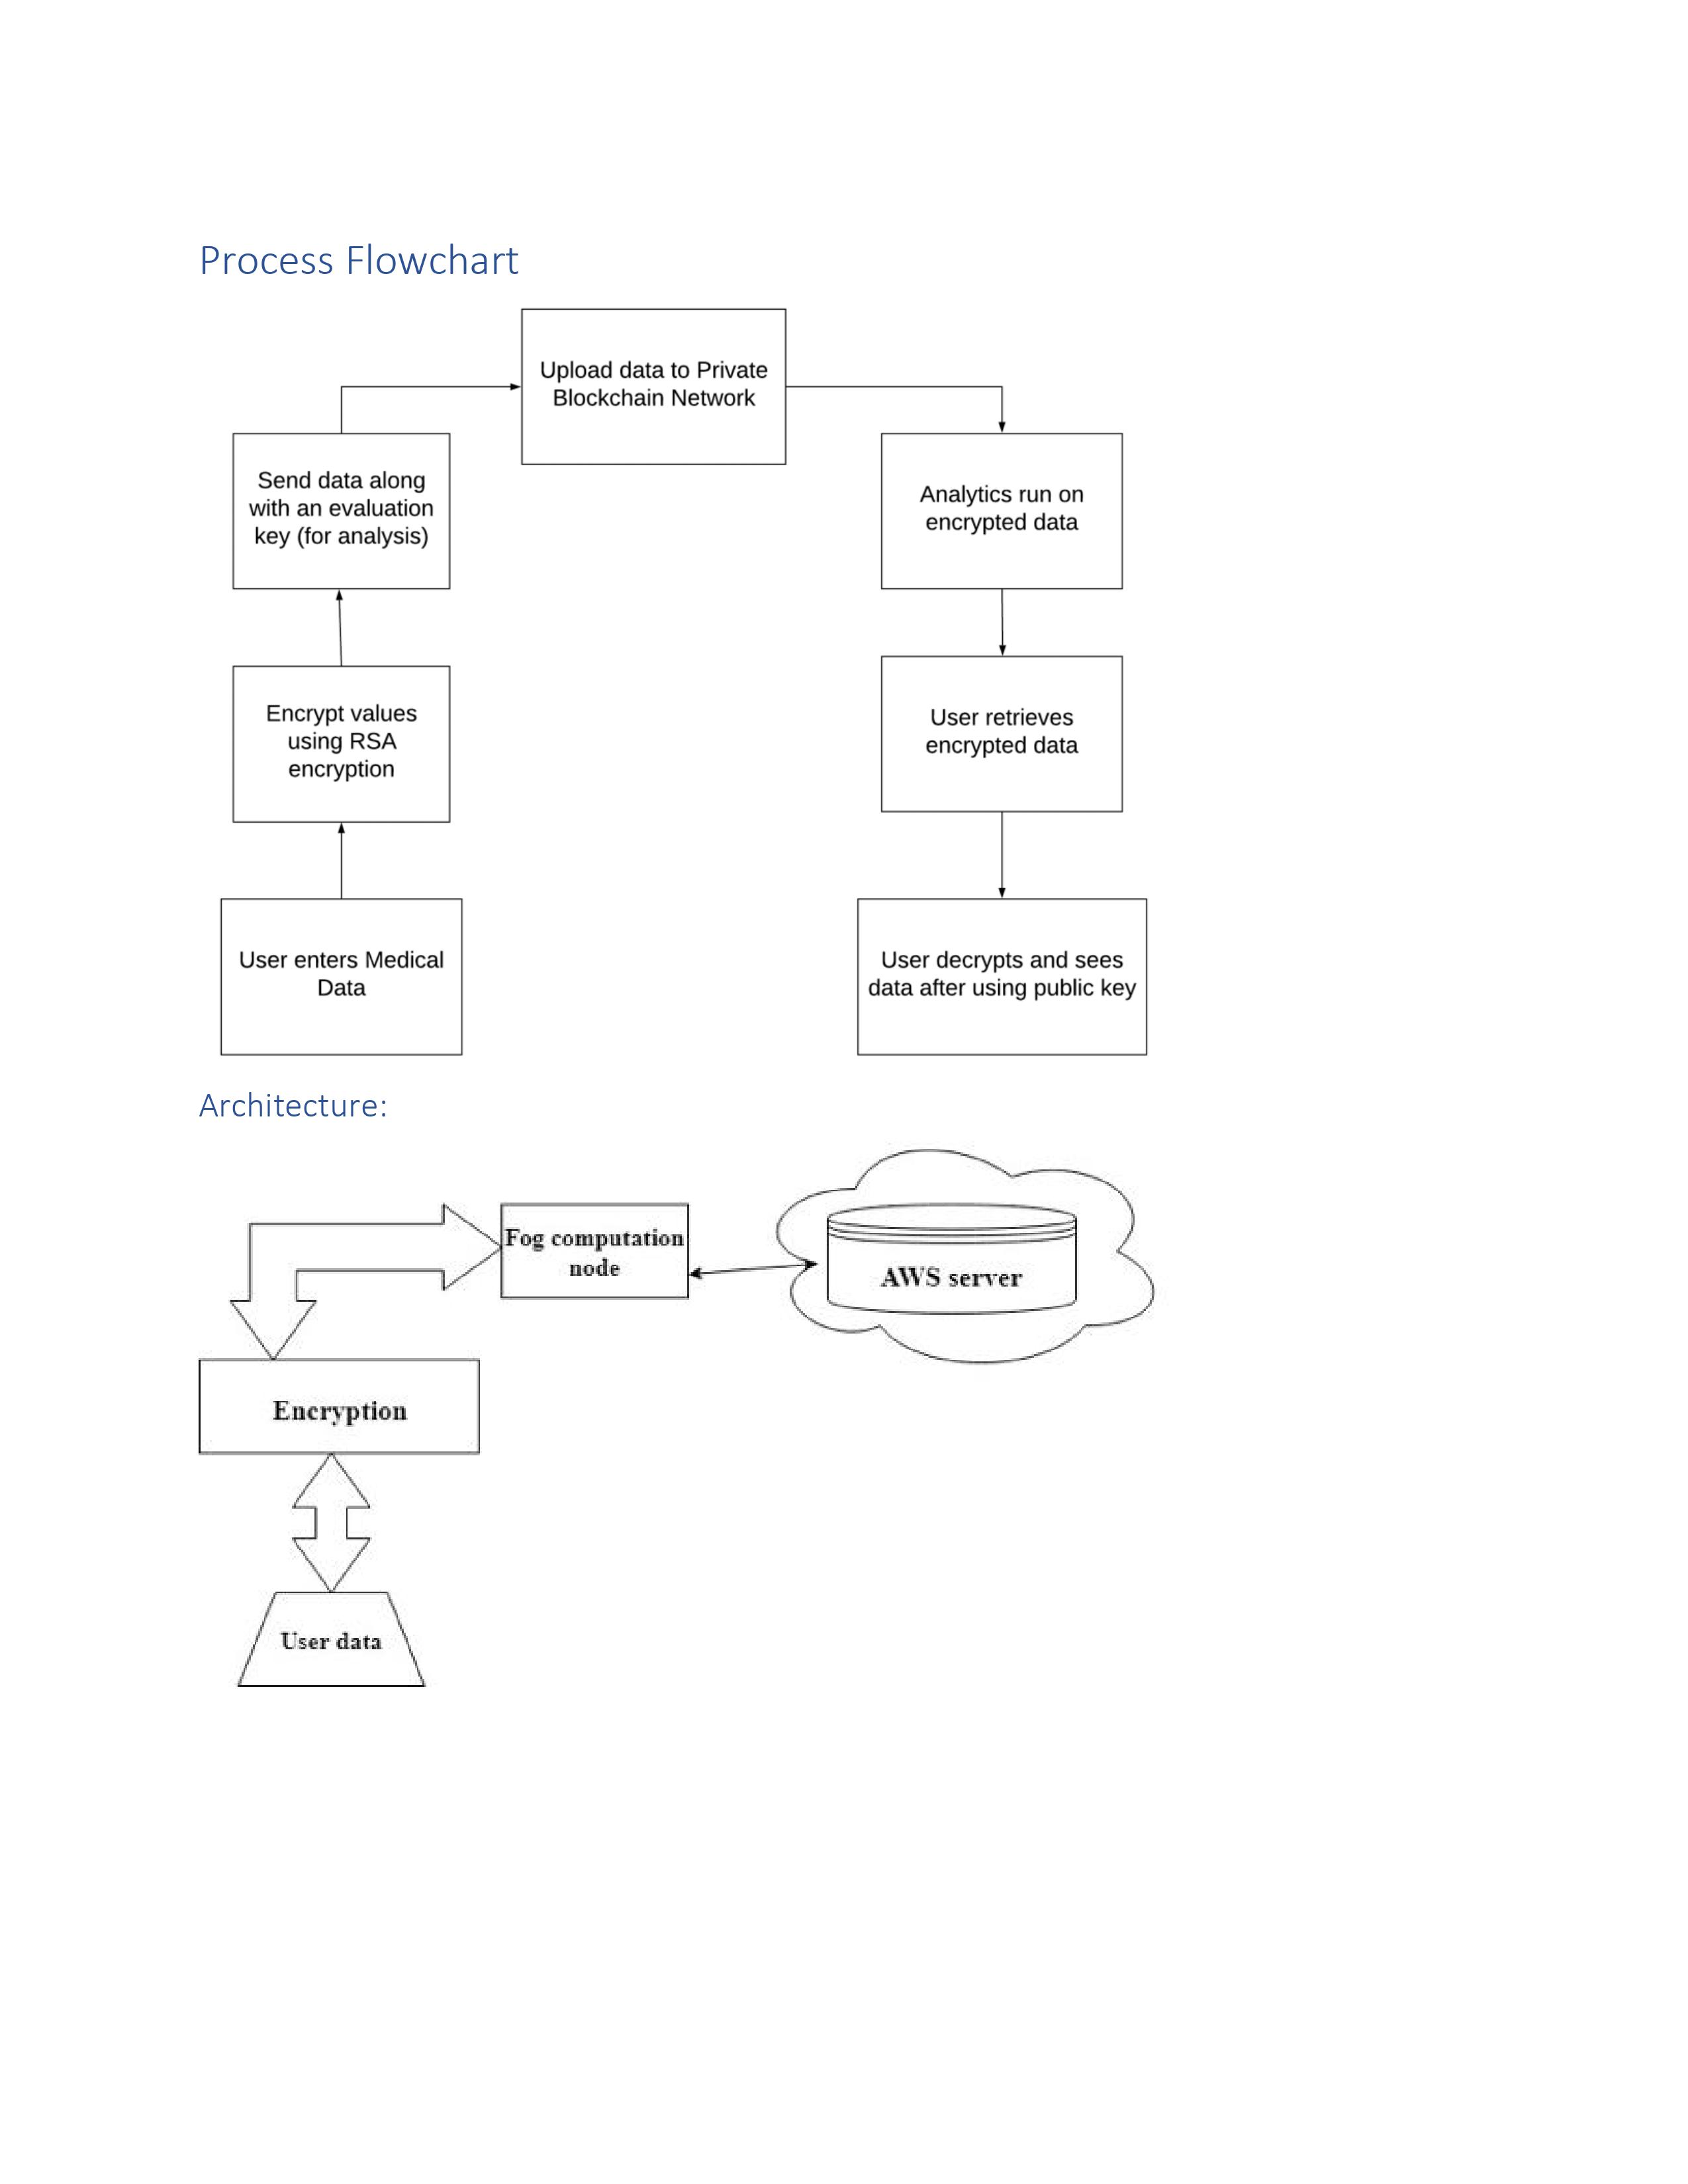 Process Flowchart
Upload data to Private
Blockchain Network
Send data along
with an evaluation
key (for analysis)
Analytics run on
encrypted data
Encrypt values
using RSA
encryption
User retrieves
encrypted data
User enters Medical
Data
User decrypts and sees
data after using public key
Architecture:
Fog computation
node
AWS server
Encryption
User data